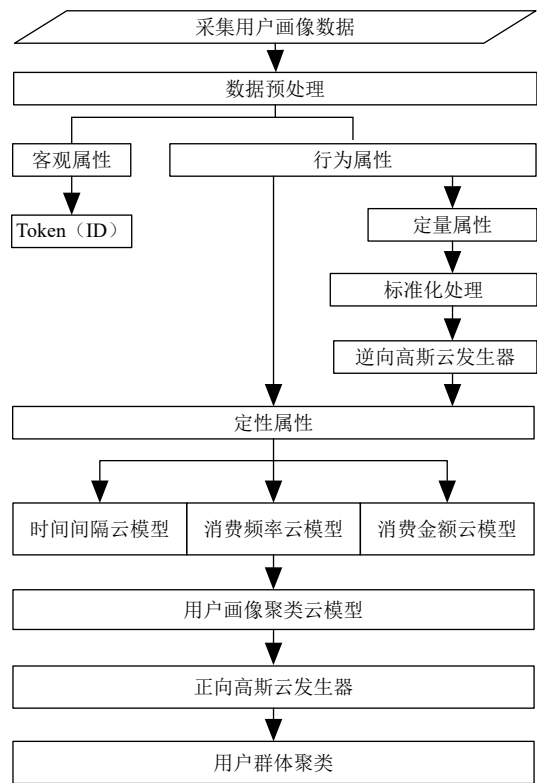 采集用户画像数据
数据预处理
客观属性
行为属性
Token（ID）
定量属性
标准化处理
逆向高斯云发生器
定性属性
时间间隔云模型
消费频率云模型
消费金额云模型
用户画像聚类云模型
正向高斯云发生器
用户群体聚类